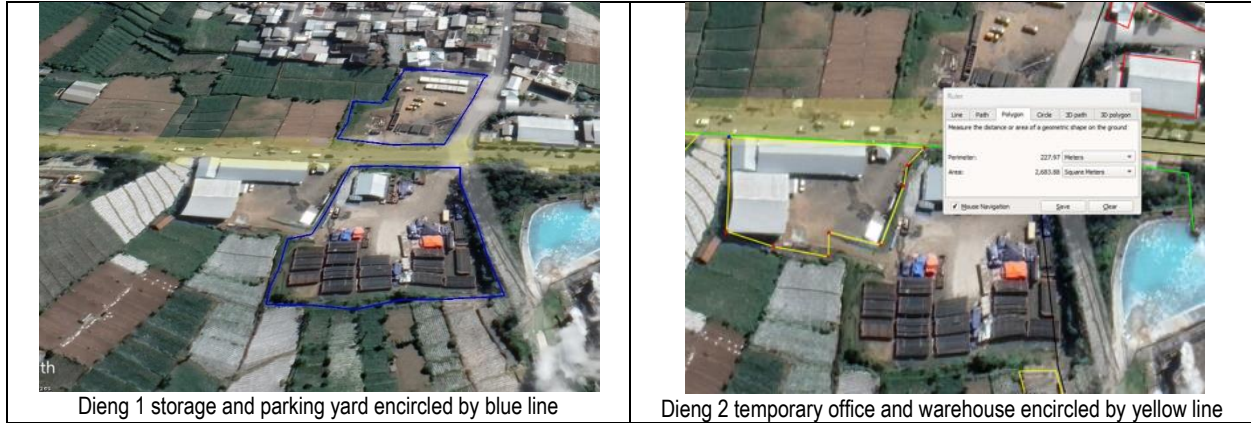 th
Dieng 1 storage and parking yard encircled by blue line
Ruler
Line Path Polygon Circle 3D path 3D polygon
Measure the distance or area of a geometric shape on the ground
Perimeter: 227.97 Meters
Area: 2,683.88 Square Meters
Mouse Navigation Save Clear
Dieng 2 temporary office and warehouse encircled by yellow line